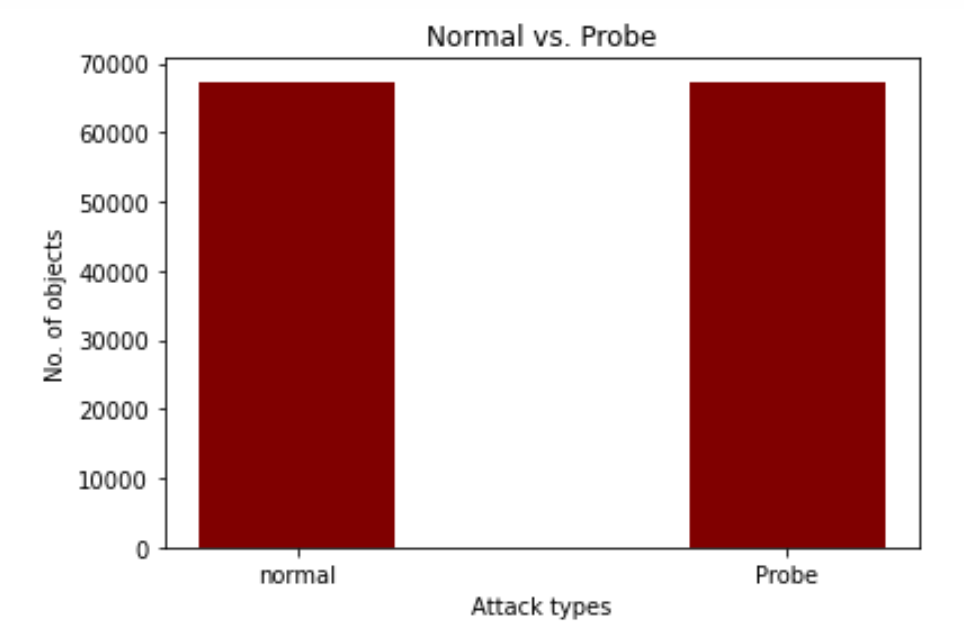 Normal vs. Probe
70000
60000
50000
40000
30000
20000
10000
0
No. of objects
normal
Probe
Attack types